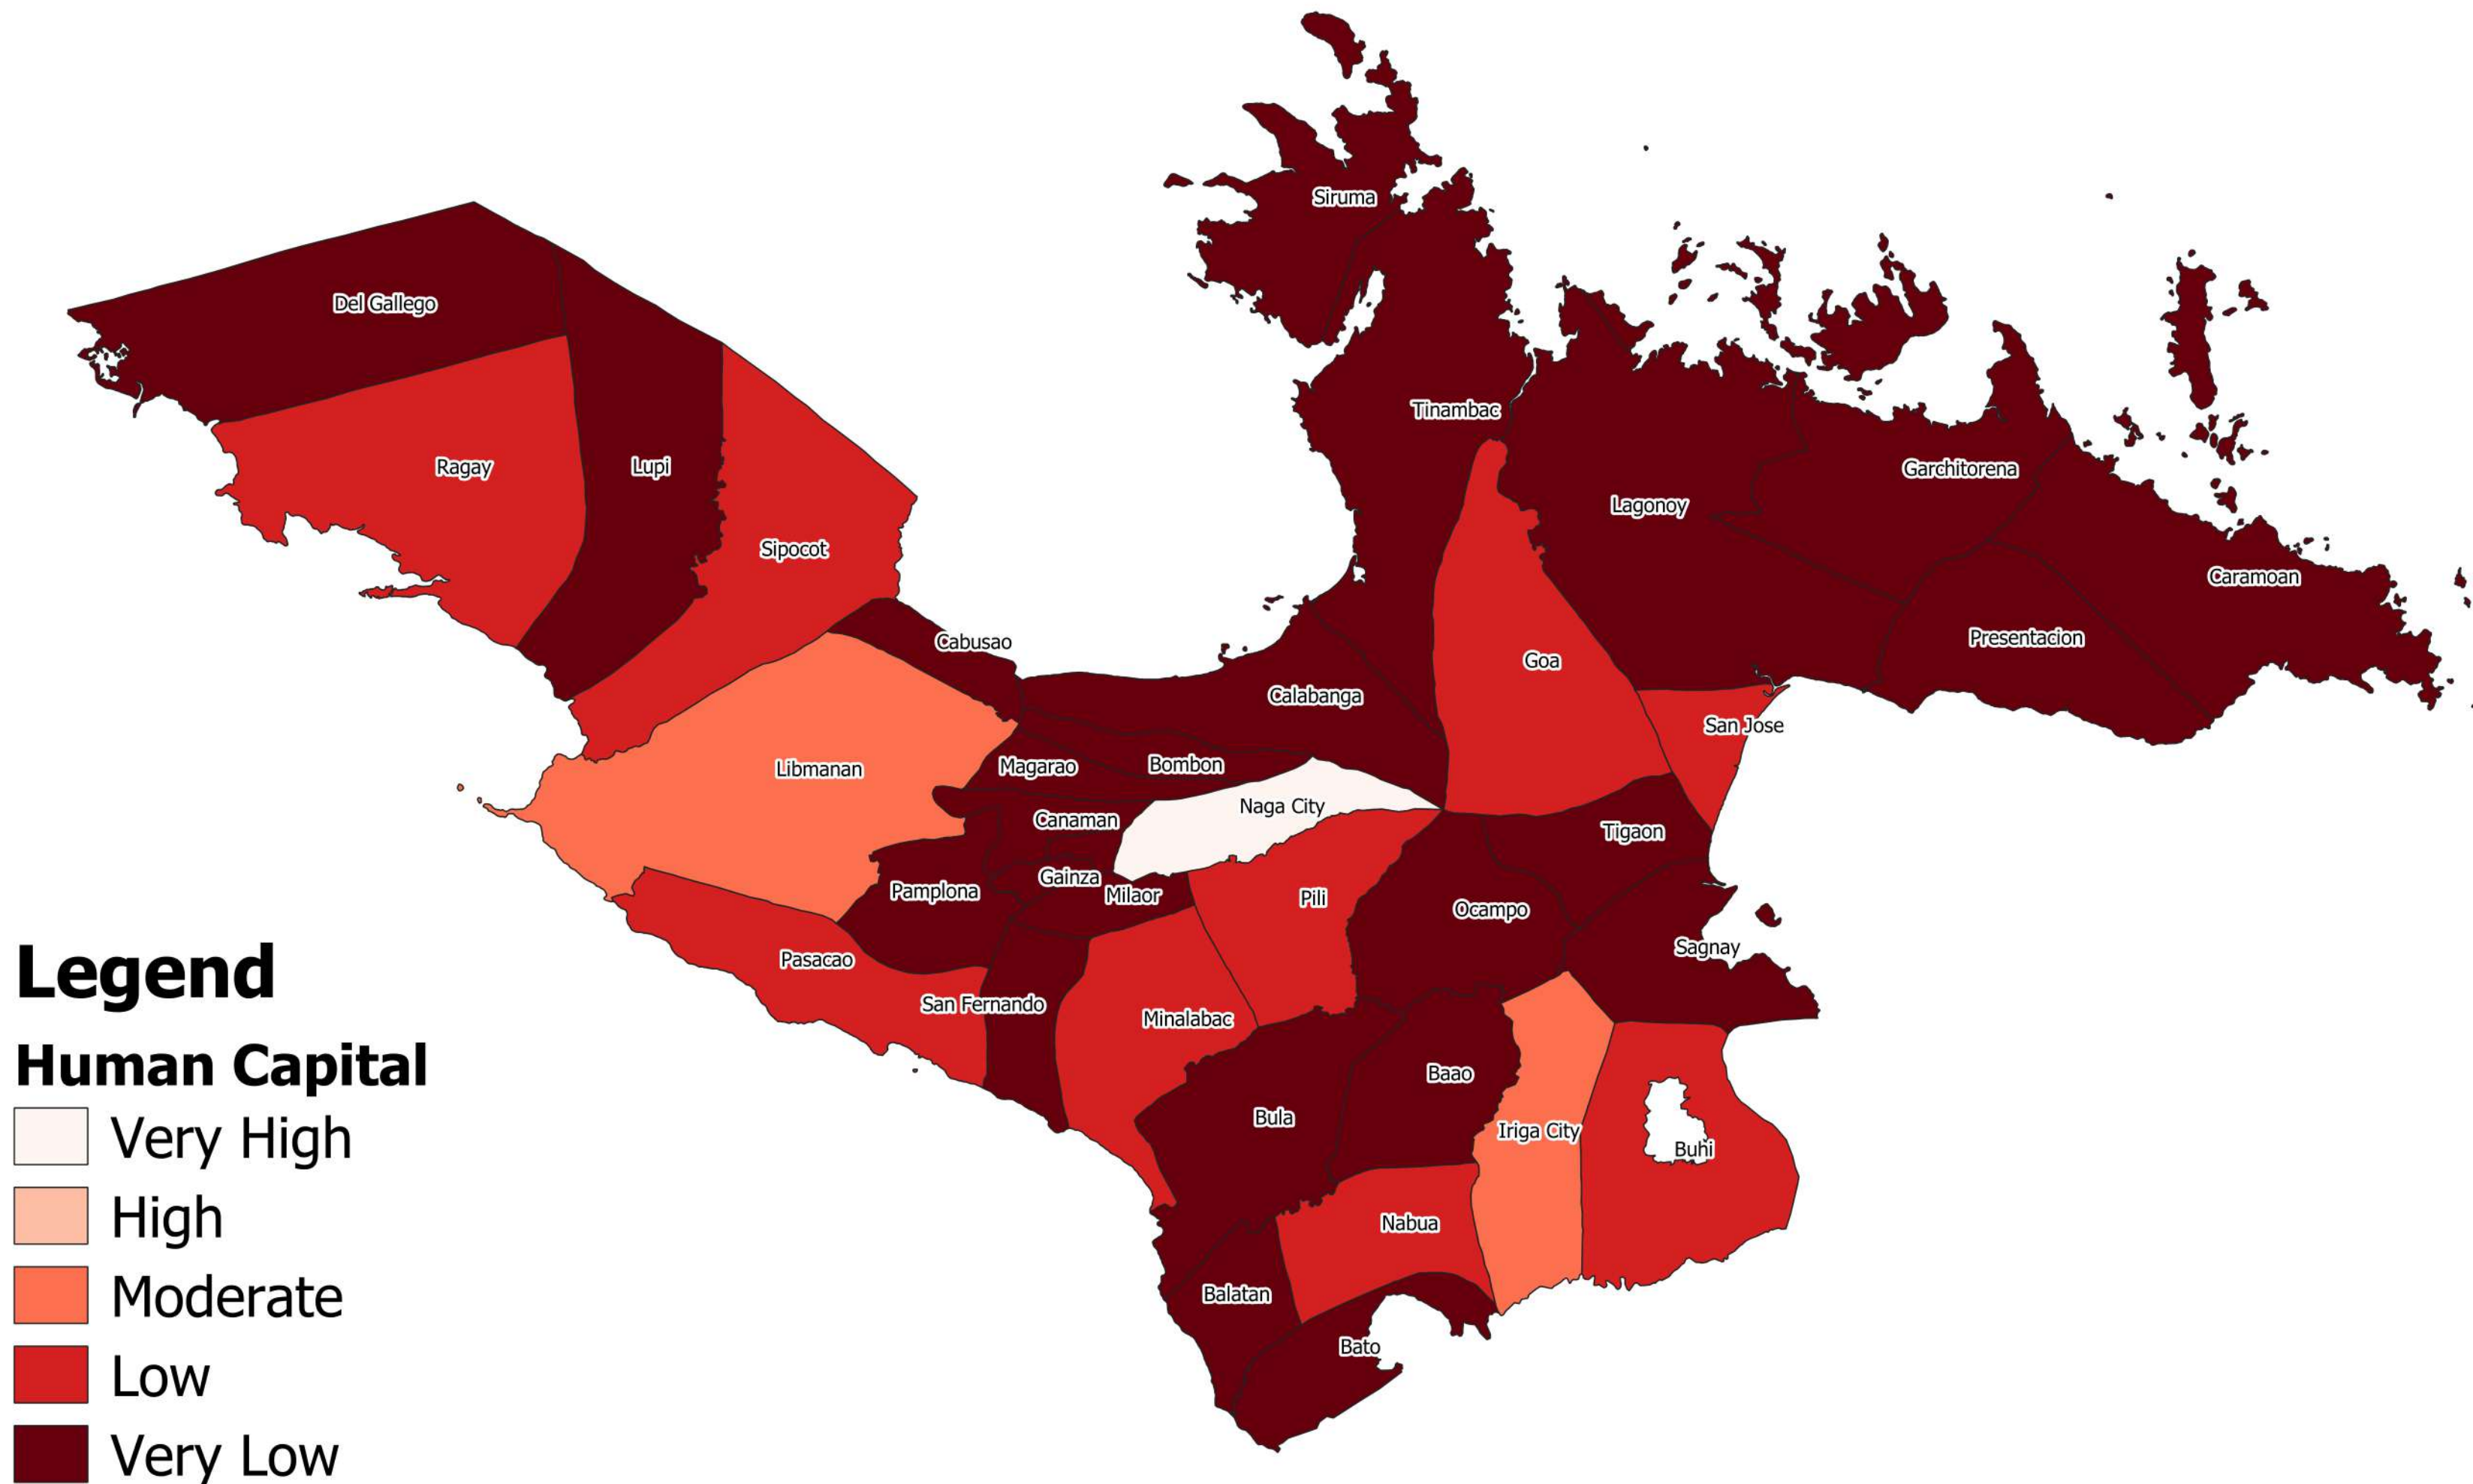 Siruma
Del Gallego
Tinambac
Ragay
Lupi
Garchitorena
Lagonoy
Sipocot
Caramoan
Cabusao
Presentacion
Goa
Calabanga
San Jose
Libmanan
Magarao
Bombon
Naga City
Canaman
Tigaon
Gainza
Pamplona
Milaor
Pili
Ocampo
Sagnay
Pasacao
San Fernando
Minalabac
Baao
Bula
Iriga City
Buhi
Nabua
Balatan
Bato
Legend
Human Capital
Very High
High
Moderate
Low
Very Low